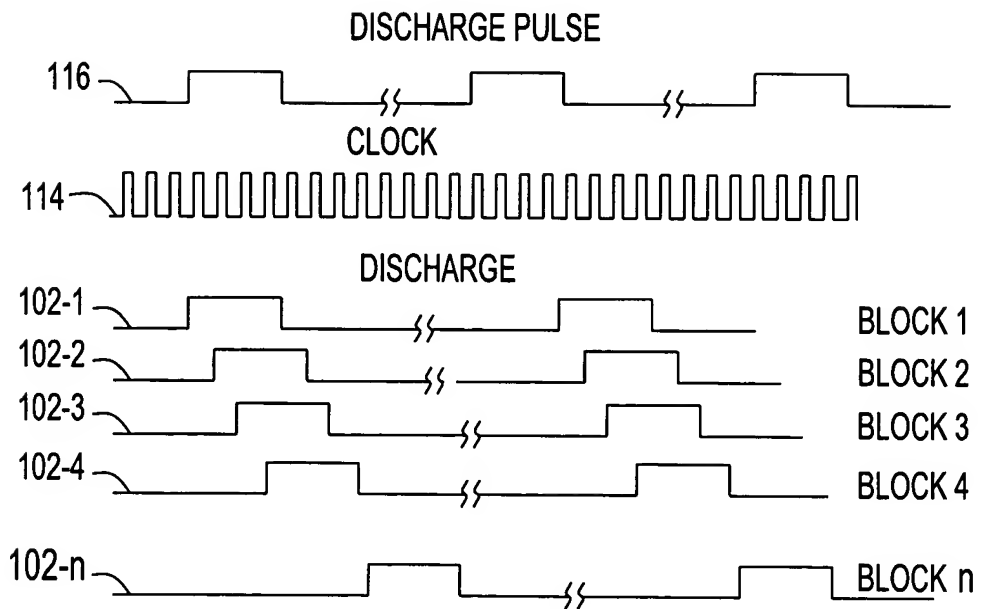 DISCHARGE PULSE
116
CLOCK
114
DISCHARGE
102-1
BLOCK 1
102-2
BLOCK 2
102-3
BLOCK 3
102-4
BLOCK 4
102-n
BLOCK n